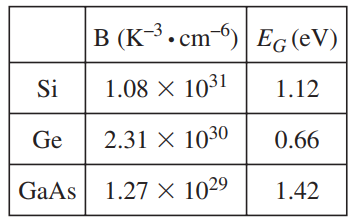 B (K⁻³ • cm⁻⁶) E_G (eV)
Si 1.08 × 10³¹ 1.12
Ge 2.31 × 10³⁰ 0.66
GaAs 1.27 × 10²⁹ 1.42